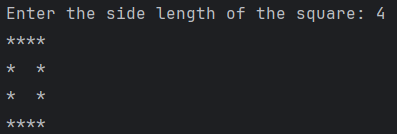 Enter the side length of the square: 4
****
*  *
*  *
****